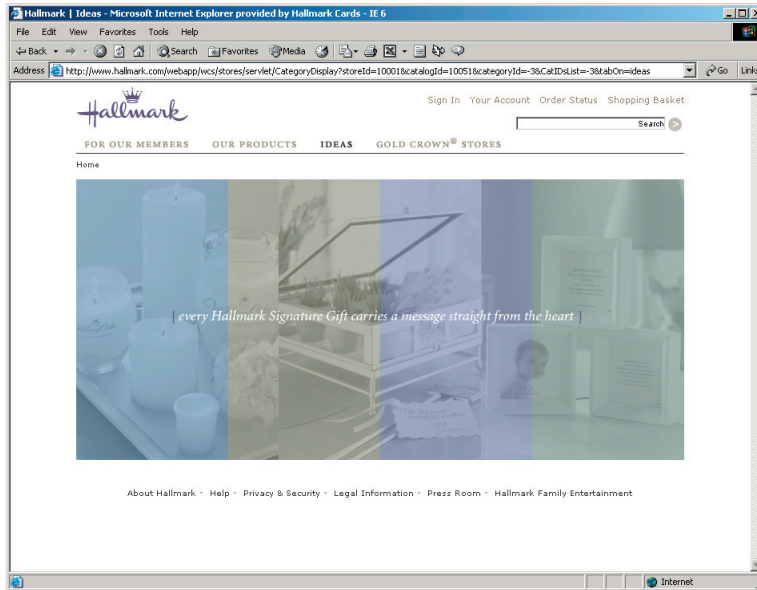 Hallmark | Ideas - Microsoft Internet Explorer provided by Hallmark Cards - IE 6
File Edit View Favorites Tools Help
Back Search Favorites Media
Address http://www.hallmark.com/webapp/wcs/stores/servlet/CategoryDisplay?storeId=10001&catalogId=10051&categoryId=-3&CatIDsList=-3&tabOn=ideas Go Links
Hallmark
Sign In Your Account Order Status Shopping Basket
Search
FOR OUR MEMBERS OUR PRODUCTS IDEAS GOLD CROWN® STORES
Home
{ every Hallmark Signature Gift carries a message straight from the heart }
About Hallmark · Help · Privacy & Security · Legal Information · Press Room · Hallmark Family Entertainment
Internet